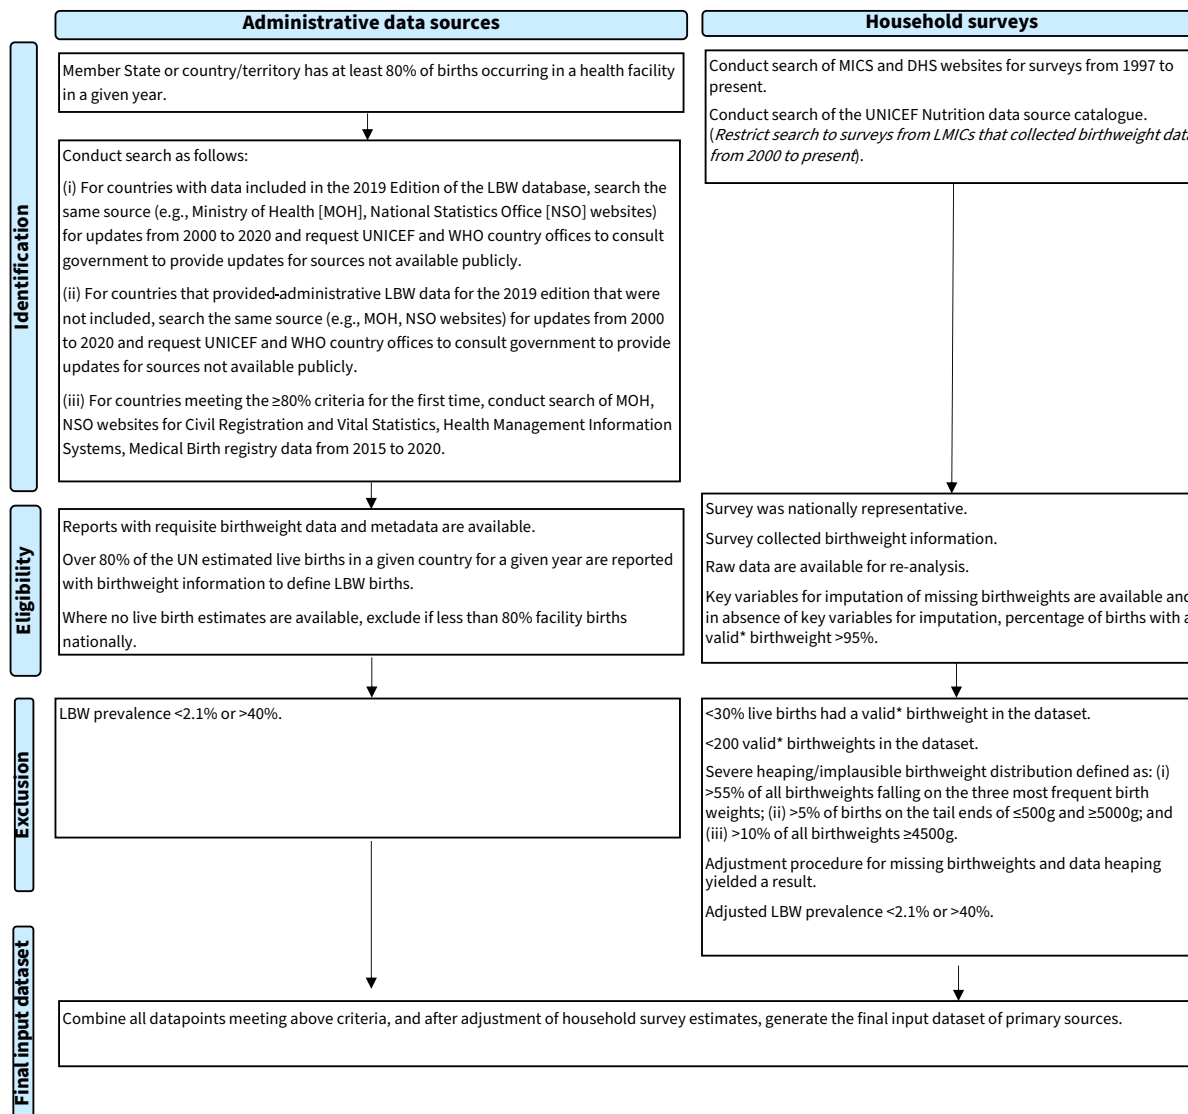 Administrative data sources
Household surveys
Identification
Member State or country/territory has at least 80% of births occurring in a health facility
in a given year.
Conduct search as follows:
(i) For countries with data included in the 2019 Edition of the LBW database, search the
same source (e.g., Ministry of Health [MOH], National Statistics Office [NSO] websites)
for updates from 2000 to 2020 and request UNICEF and WHO country offices to consult
government to provide updates for sources not available publicly.
(ii) For countries that provided-administrative LBW data for the 2019 edition that were
not included, search the same source (e.g., MOH, NSO websites) for updates from 2000
to 2020 and request UNICEF and WHO country offices to consult government to provide
updates for sources not available publicly.
(iii) For countries meeting the ≥80% criteria for the first time, conduct search of MOH,
NSO websites for Civil Registration and Vital Statistics, Health Management Information
Systems, Medical Birth registry data from 2015 to 2020.
Conduct search of MICS and DHS websites for surveys from 1997 to
present.
Conduct search of the UNICEF Nutrition data source catalogue.
(Restrict search to surveys from LMICs that collected birthweight dat
from 2000 to present).
Eligibility
Reports with requisite birthweight data and metadata are available.
Over 80% of the UN estimated live births in a given country for a given year are reported
with birthweight information to define LBW births.
Where no live birth estimates are available, exclude if less than 80% facility births
nationally.
Survey was nationally representative.
Survey collected birthweight information.
Raw data are available for re-analysis.
Key variables for imputation of missing birthweights are available and
in absence of key variables for imputation, percentage of births with a
valid* birthweight >95%.
Exclusion
LBW prevalence <2.1% or >40%.
<30% live births had a valid* birthweight in the dataset.
<200 valid* birthweights in the dataset.
Severe heaping/implausible birthweight distribution defined as: (i)
>55% of all birthweights falling on the three most frequent birth
weights; (ii) >5% of births on the tail ends of ≤500g and ≥5000g; and
(iii) >10% of all birthweights ≥4500g.
Adjustment procedure for missing birthweights and data heaping
yielded a result.
Adjusted LBW prevalence <2.1% or >40%.
Final input dataset
Combine all datapoints meeting above criteria, and after adjustment of household survey estimates, generate the final input dataset of primary sources.